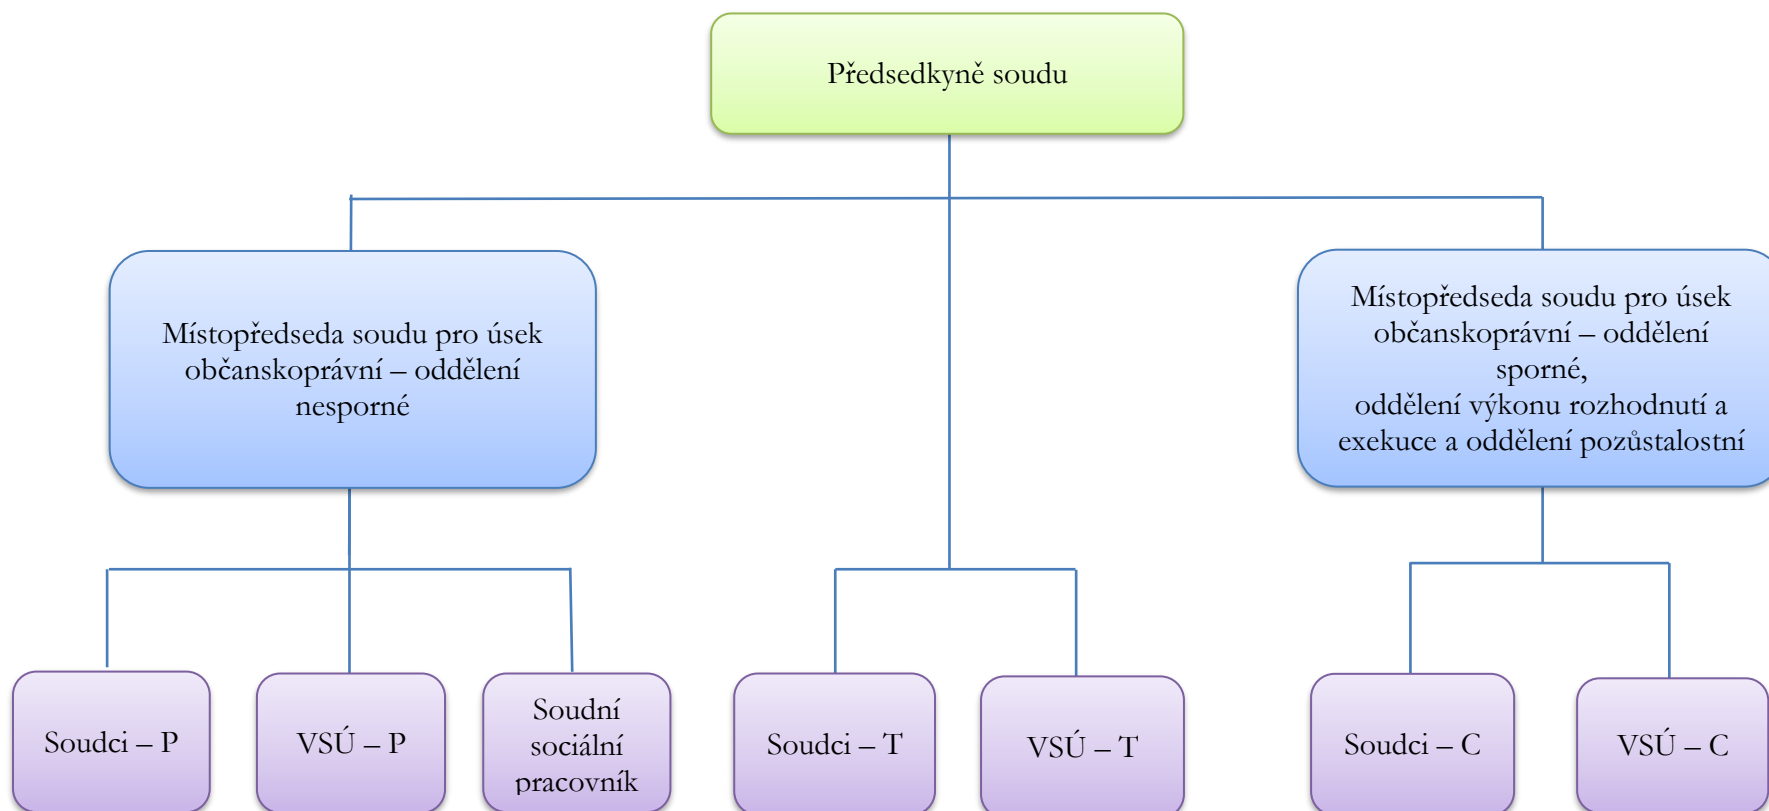 Předsedkyně soudu
Místopředseda soudu pro úsek
občanskoprávní – oddělení
nesporné
Místopředseda soudu pro úsek
občanskoprávní – oddělení
sporné,
oddělení výkonu rozhodnutí a
exekuce a oddělení pozůstalostní
Soudci – P
VSÚ – P
Soudní
sociální
pracovník
Soudci – T
VSÚ – T
Soudci – C
VSÚ – C